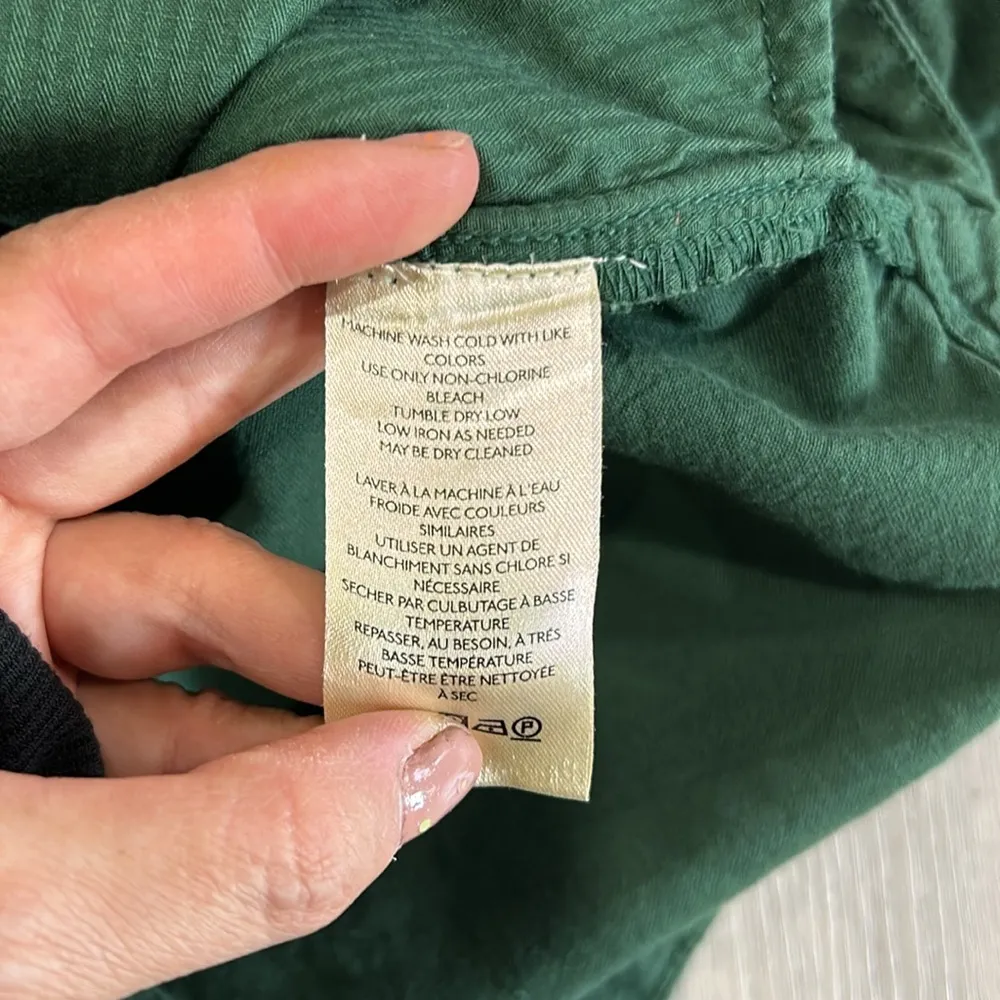 MACHINE WASH COLD WITH LIKE
COLORS
USE ONLY NON-CHLORINE
BLEACH
TUMBLE DRY LOW
LOW IRON AS NEEDED
MAY BE DRY CLEANED
LAVER À LA MACHINE À L'EAU
FROIDE AVEC COULEURS
SIMILAIRES
UTILISER UN AGENT DE
BLANCHIMENT SANS CHLORE SI
NÉCESSAIRE
SECHER PAR CULBUTAGE À BASSE
TEMPERATURE
REPASSER, AU BESOIN, À TRÉS
BASSE TEMPÉRATURE
PEUT-ÊTRE ÊTRE NETTOYÉE
À SEC
P